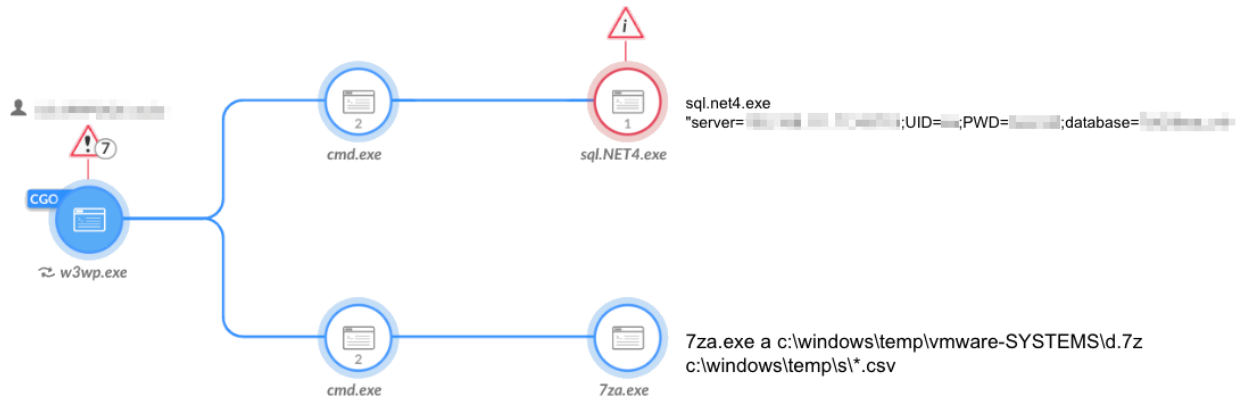 i
2
1
cmd.exe
sql.NET4.exe
sql.net4.exe
"server= ;UID= ;PWD= ;database=
7
CGO
w3wp.exe
2
cmd.exe
7za.exe
7za.exe a c:\windows\temp\vmware-SYSTEMS\d.7z
c:\windows\temp\s\*.csv